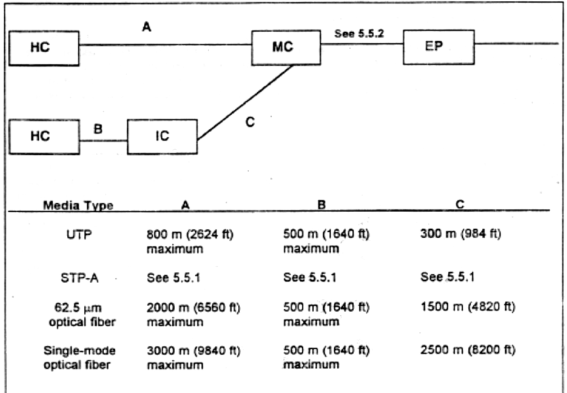 A
See 5.5.2
HC
MC
EP
HC
B
IC
C
Media Type A B C
UTP 800 m (2624 ft) 500 m (1640 ft) 300 m (984 ft)
maximum maximum
STP-A See 5.5.1 See 5.5.1 See 5.5.1
62.5 μm 2000 m (6560 ft) 500 m (1640 ft) 1500 m (4820 ft)
optical fiber maximum maximum
Single-mode 3000 m (9840 ft) 500 m (1640 ft) 2500 m (8200 ft)
optical fiber maximum maximum